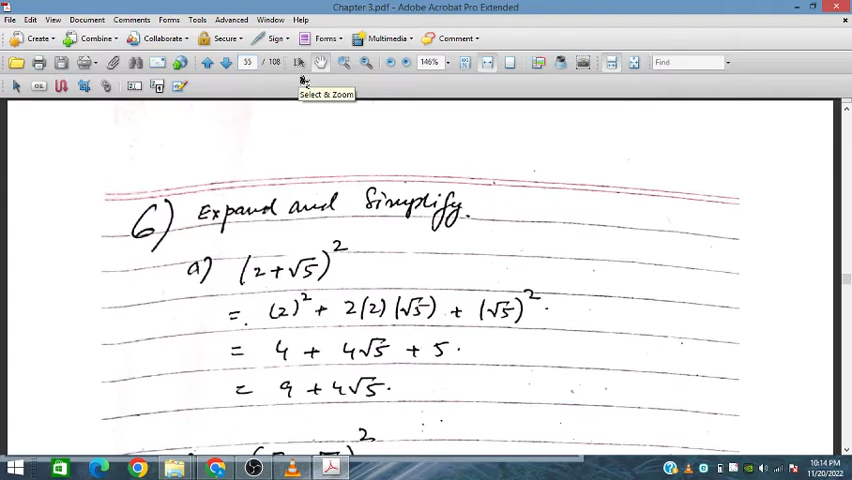 Chapter 3.pdf - Adobe Acrobat Pro Extended
File Edit View Document Comments Forms Tools Advanced Window Help
Create Combine Collaborate Secure Sign Forms Multimedia Comment
55 / 108 146% Find
Select & Zoom
6) Expand and Simplify.
a) (2+√5)²
= (2)² + 2(2)(√5) + (√5)².
= 4 + 4√5 + 5.
= 9 + 4√5.
10:14 PM
11/20/2022